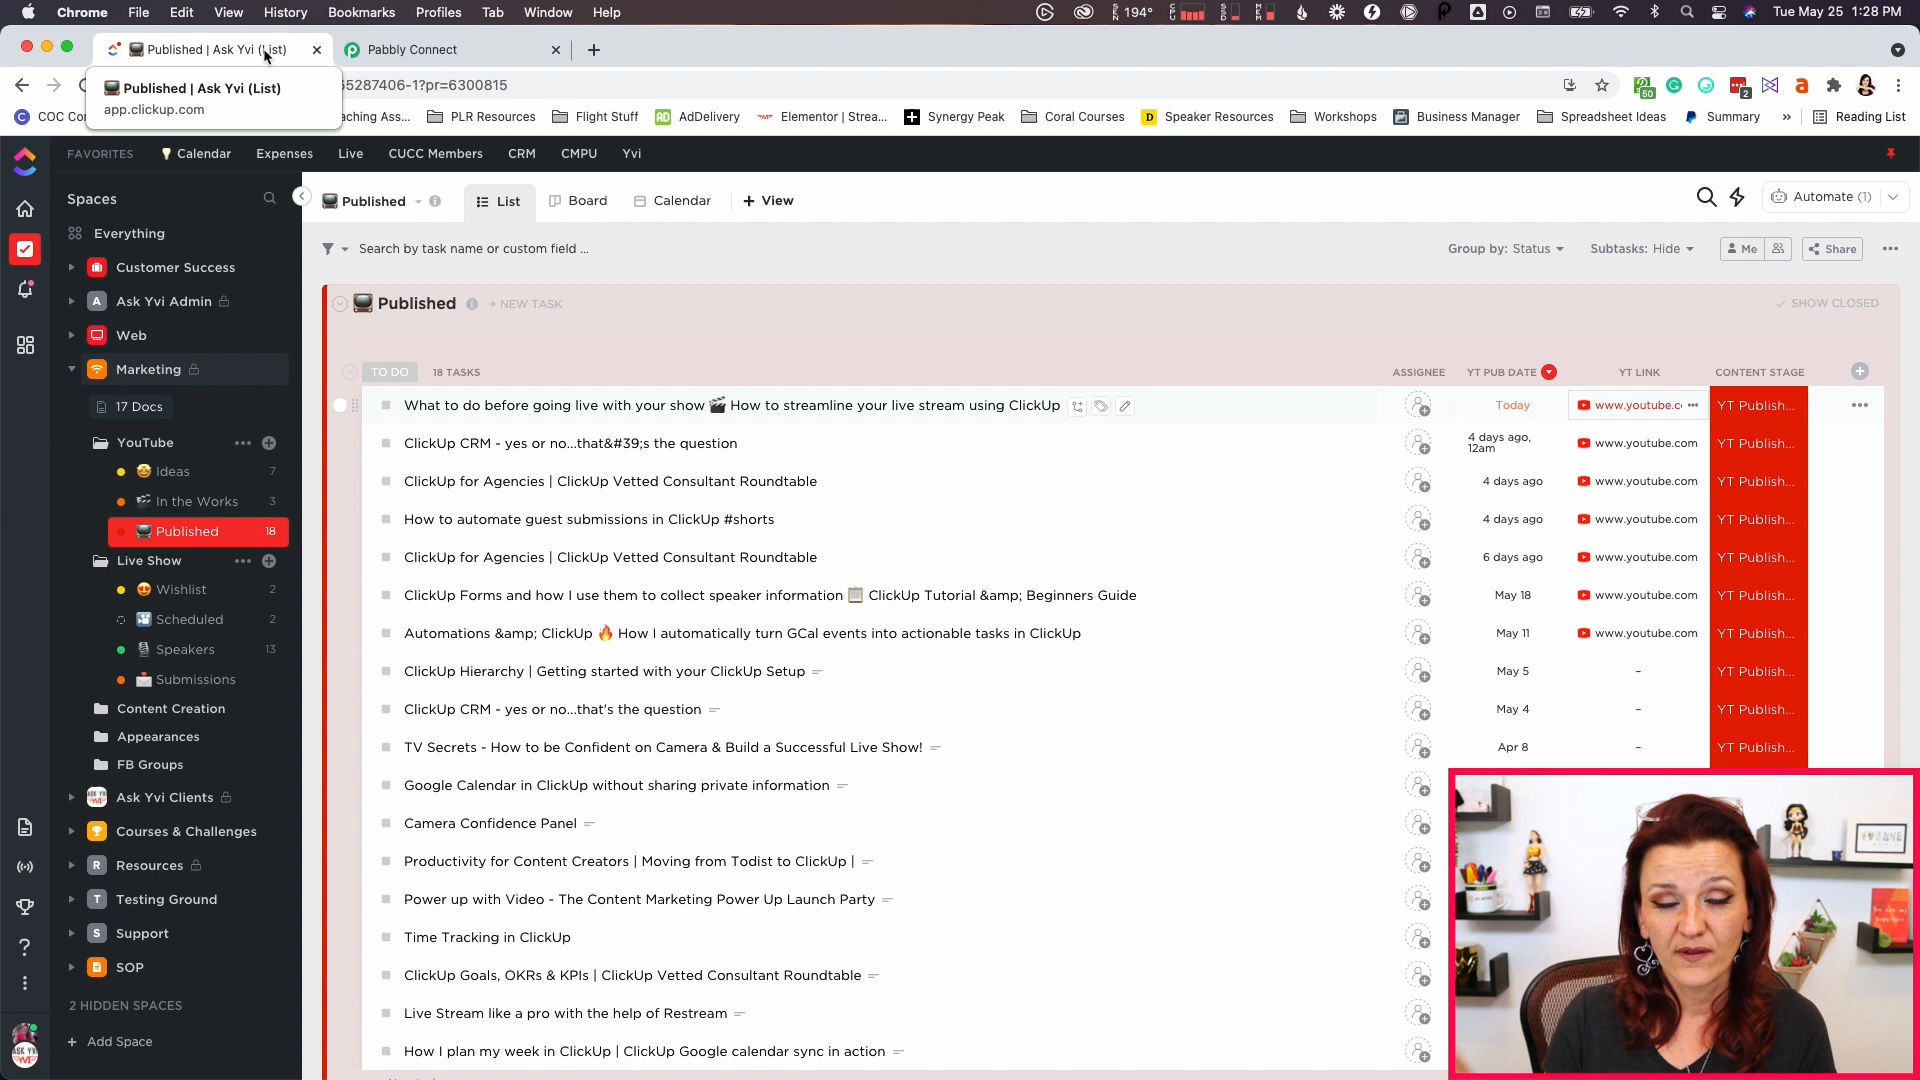 Chrome File Edit View History Bookmarks Profiles Tab Window Help 194° Tue May 25 1:28 PM
Published | Ask Yvi (List) Pabbly Connect
65287406-1?pr=6300815
Published | Ask Yvi (List)
app.clickup.com
COC Co aching Ass... PLR Resources Flight Stuff AdDelivery Elementor | Strea... Synergy Peak Coral Courses Speaker Resources Workshops Business Manager Spreadsheet Ideas Summary » Reading List
FAVORITES Calendar Expenses Live CUCC Members CRM CMPU Yvi
Spaces
Everything
Customer Success
Ask Yvi Admin
Web
Marketing
17 Docs
YouTube
Ideas 7
In the Works 3
Published 18
Live Show
Wishlist 2
Scheduled 2
Speakers 13
Submissions
Content Creation
Appearances
FB Groups
Ask Yvi Clients
Courses & Challenges
Resources
Testing Ground
Support
SOP
2 HIDDEN SPACES
+ Add Space
Published List Board Calendar + View Automate (1)
Search by task name or custom field ... Group by: Status Subtasks: Hide Me Share
Published + NEW TASK SHOW CLOSED
TO DO 18 TASKS ASSIGNEE YT PUB DATE YT LINK CONTENT STAGE
What to do before going live with your show 🎬 How to streamline your live stream using ClickUp Today www.youtube.c YT Publish...
ClickUp CRM - yes or no...that&#39;s the question 4 days ago, 12am www.youtube.com YT Publish...
ClickUp for Agencies | ClickUp Vetted Consultant Roundtable 4 days ago www.youtube.com YT Publish...
How to automate guest submissions in ClickUp #shorts 4 days ago www.youtube.com YT Publish...
ClickUp for Agencies | ClickUp Vetted Consultant Roundtable 6 days ago www.youtube.com YT Publish...
ClickUp Forms and how I use them to collect speaker information 📋 ClickUp Tutorial &amp; Beginners Guide May 18 www.youtube.com YT Publish...
Automations &amp; ClickUp 🔥 How I automatically turn GCal events into actionable tasks in ClickUp May 11 www.youtube.com YT Publish...
ClickUp Hierarchy | Getting started with your ClickUp Setup May 5 – YT Publish...
ClickUp CRM - yes or no...that's the question May 4 – YT Publish...
TV Secrets - How to be Confident on Camera & Build a Successful Live Show! Apr 8 – YT Publish...
Google Calendar in ClickUp without sharing private information
Camera Confidence Panel
Productivity for Content Creators | Moving from Todist to ClickUp |
Power up with Video - The Content Marketing Power Up Launch Party
Time Tracking in ClickUp
ClickUp Goals, OKRs & KPIs | ClickUp Vetted Consultant Roundtable
Live Stream like a pro with the help of Restream
How I plan my week in ClickUp | ClickUp Google calendar sync in action